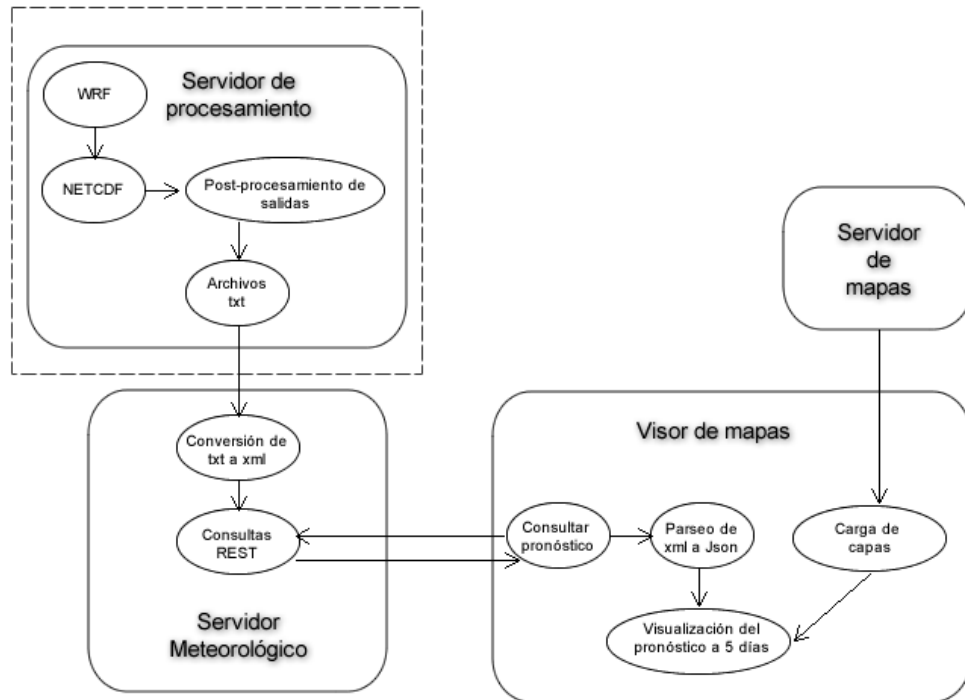 Servidor de
procesamiento
WRF
NETCDF
Post-procesamiento de
salidas
Archivos
txt
Servidor
de
mapas
Conversión de
txt a xml
Consultas
REST
Servidor
Meteorológico
Visor de mapas
Consultar
pronóstico
Parseo de
xml a Json
Carga de
capas
Visualización del
pronóstico a 5 días